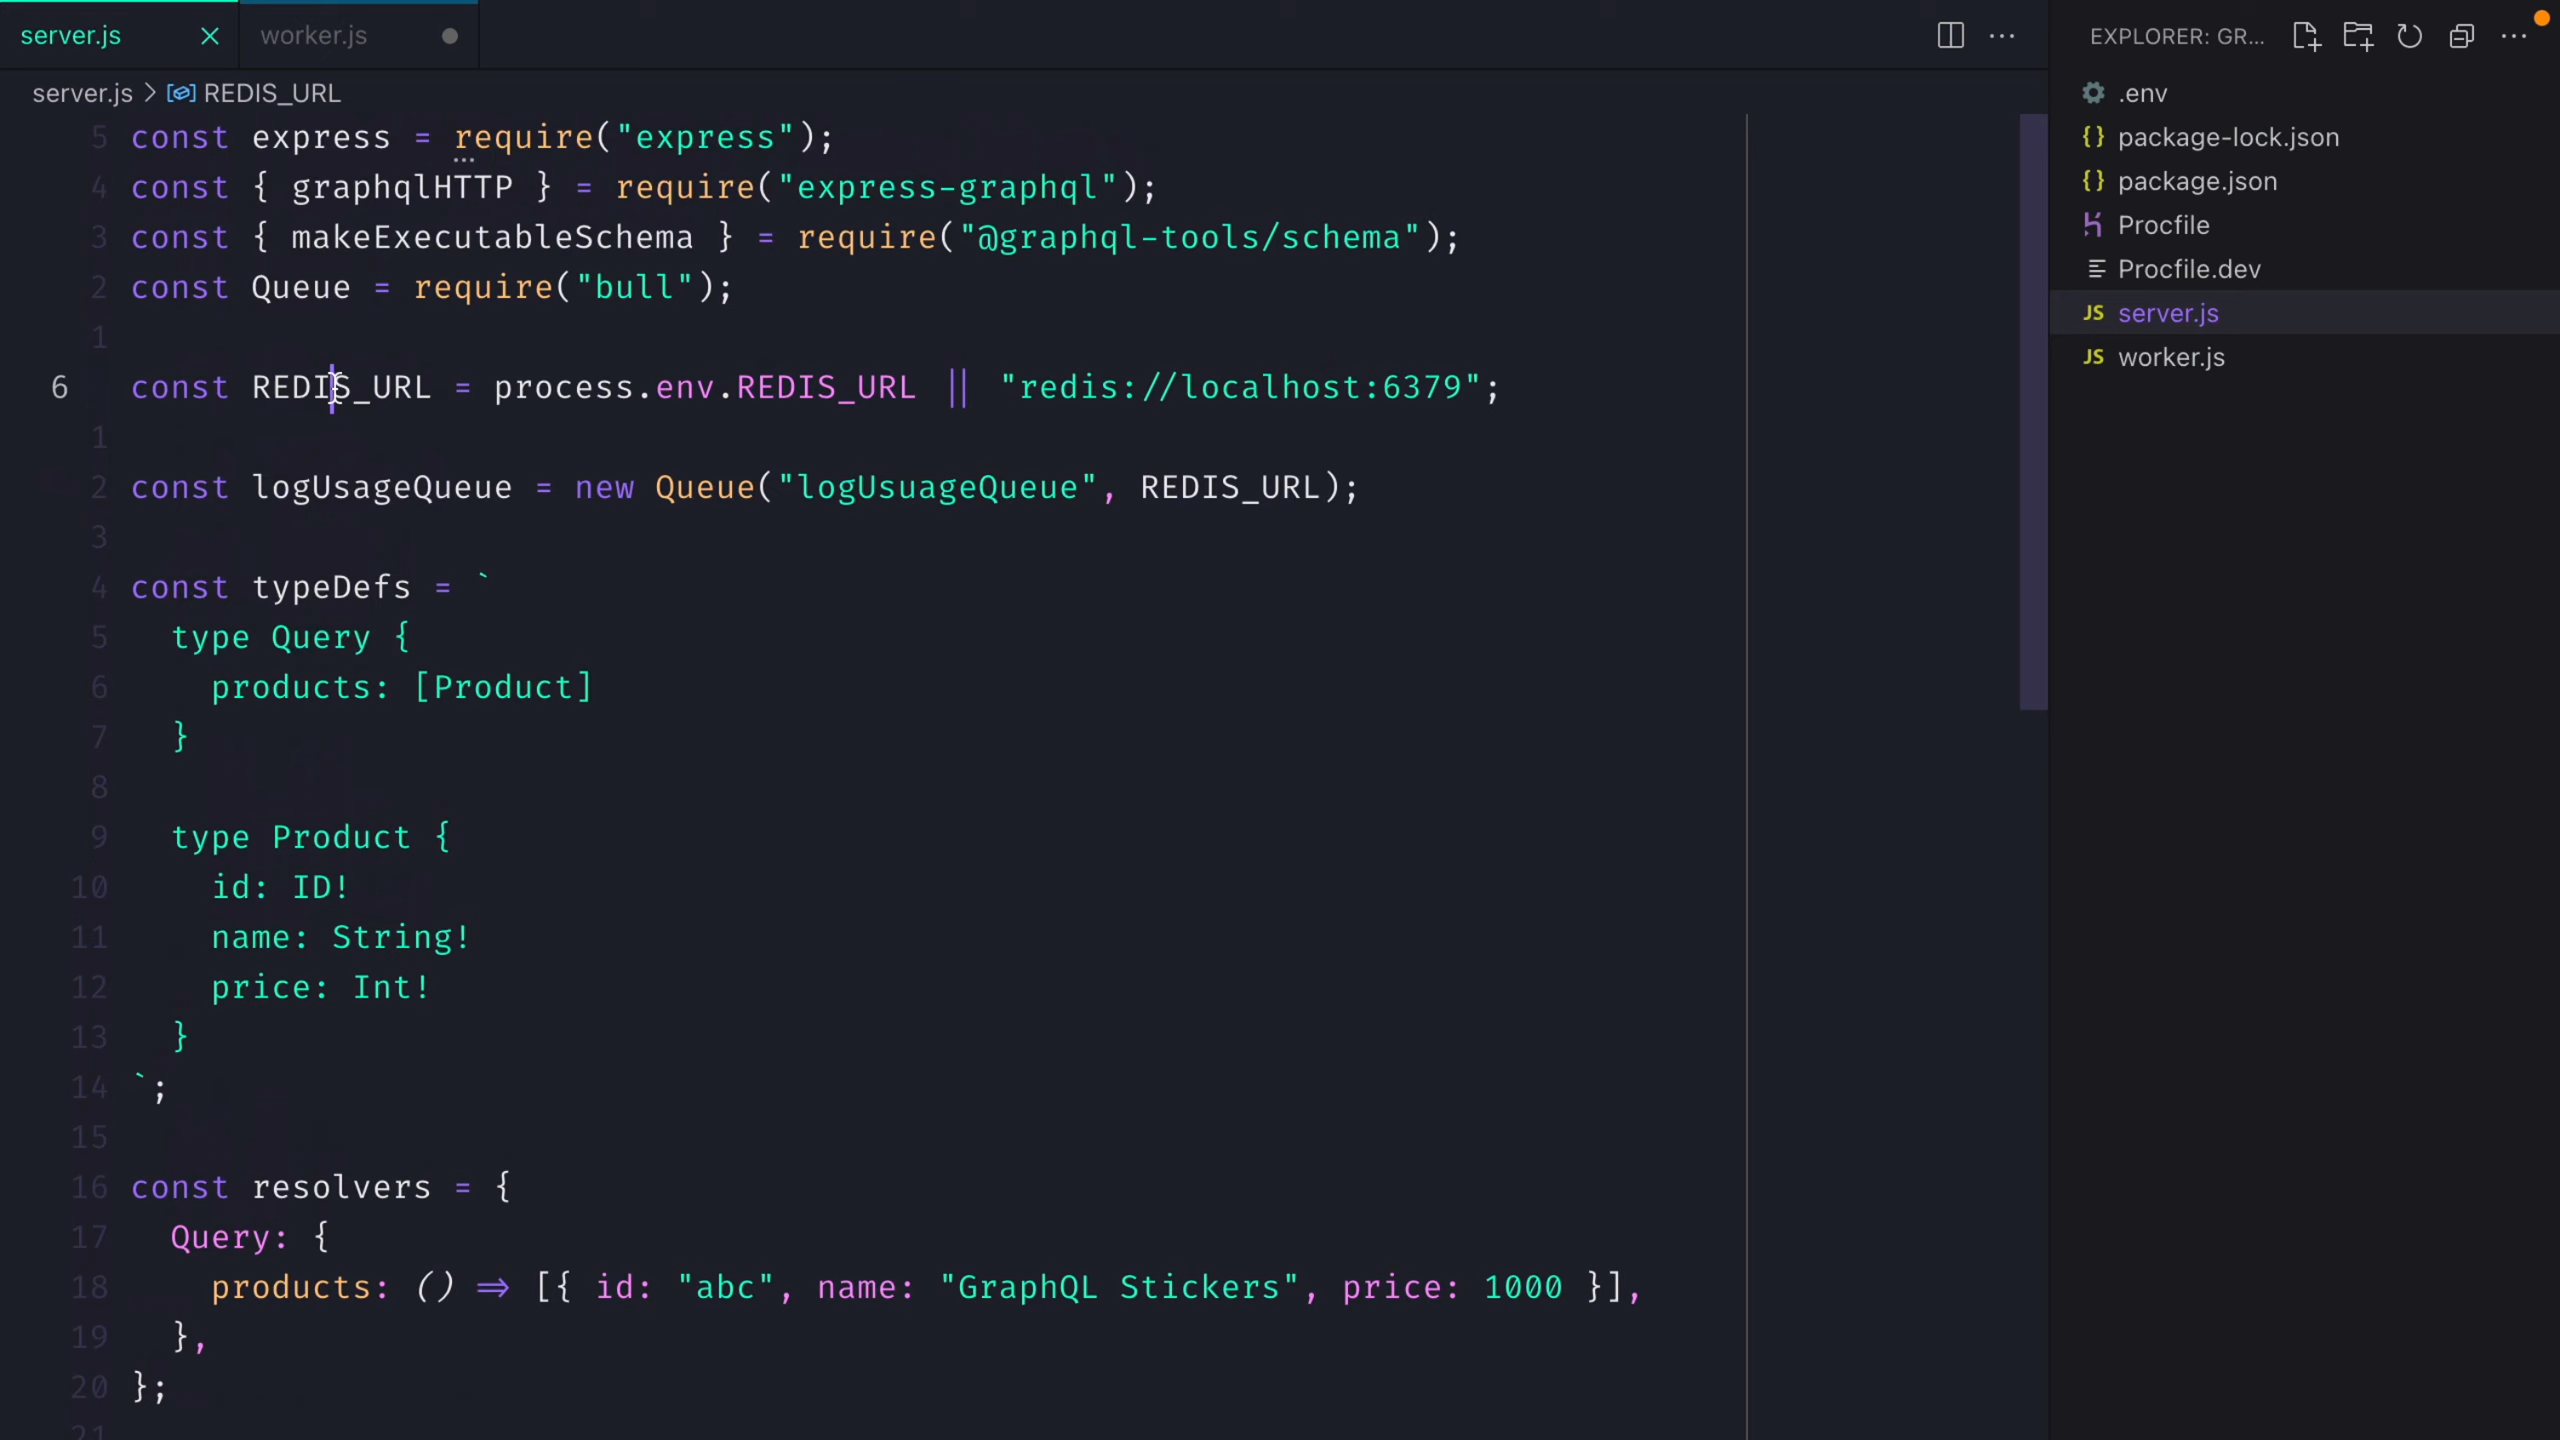 server.js
worker.js
EXPLORER: GR...
server.js > REDIS_URL
5 const express = require("express");
4 const { graphqlHTTP } = require("express-graphql");
3 const { makeExecutableSchema } = require("@graphql-tools/schema");
2 const Queue = require("bull");
1
6 const REDIS_URL = process.env.REDIS_URL || "redis://localhost:6379";
1
2 const logUsageQueue = new Queue("logUsuageQueue", REDIS_URL);
3
4 const typeDefs = `
5   type Query {
6     products: [Product]
7   }
8
9   type Product {
10     id: ID!
11     name: String!
12     price: Int!
13   }
14 `;
15
16 const resolvers = {
17   Query: {
18     products: () => [{ id: "abc", name: "GraphQL Stickers", price: 1000 }],
19   },
20 };
21
.env
{} package-lock.json
{} package.json
Procfile
Procfile.dev
JS server.js
JS worker.js